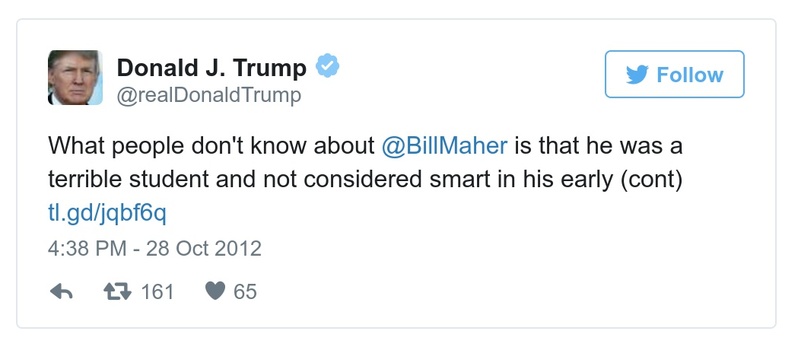 Donald J. Trump
@realDonaldTrump
Follow
What people don't know about @BillMaher is that he was a
terrible student and not considered smart in his early (cont)
tl.gd/jqbf6q
4:38 PM - 28 Oct 2012
161 65